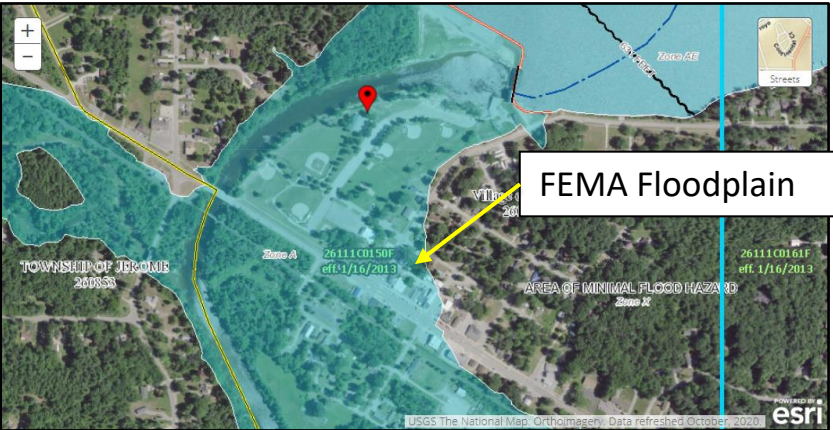 +
−
Zone AE
Streets
FEMA Floodplain
Village
26
Zone A
26111C0150F
eff. 1/16/2013
26111C0161F
eff. 1/16/2013
TOWNSHIP OF JEROME
260853
AREA OF MINIMAL FLOOD HAZARD
Zone X
USGS The National Map: Orthoimagery. Data refreshed October, 2020.
POWERED BY
esri